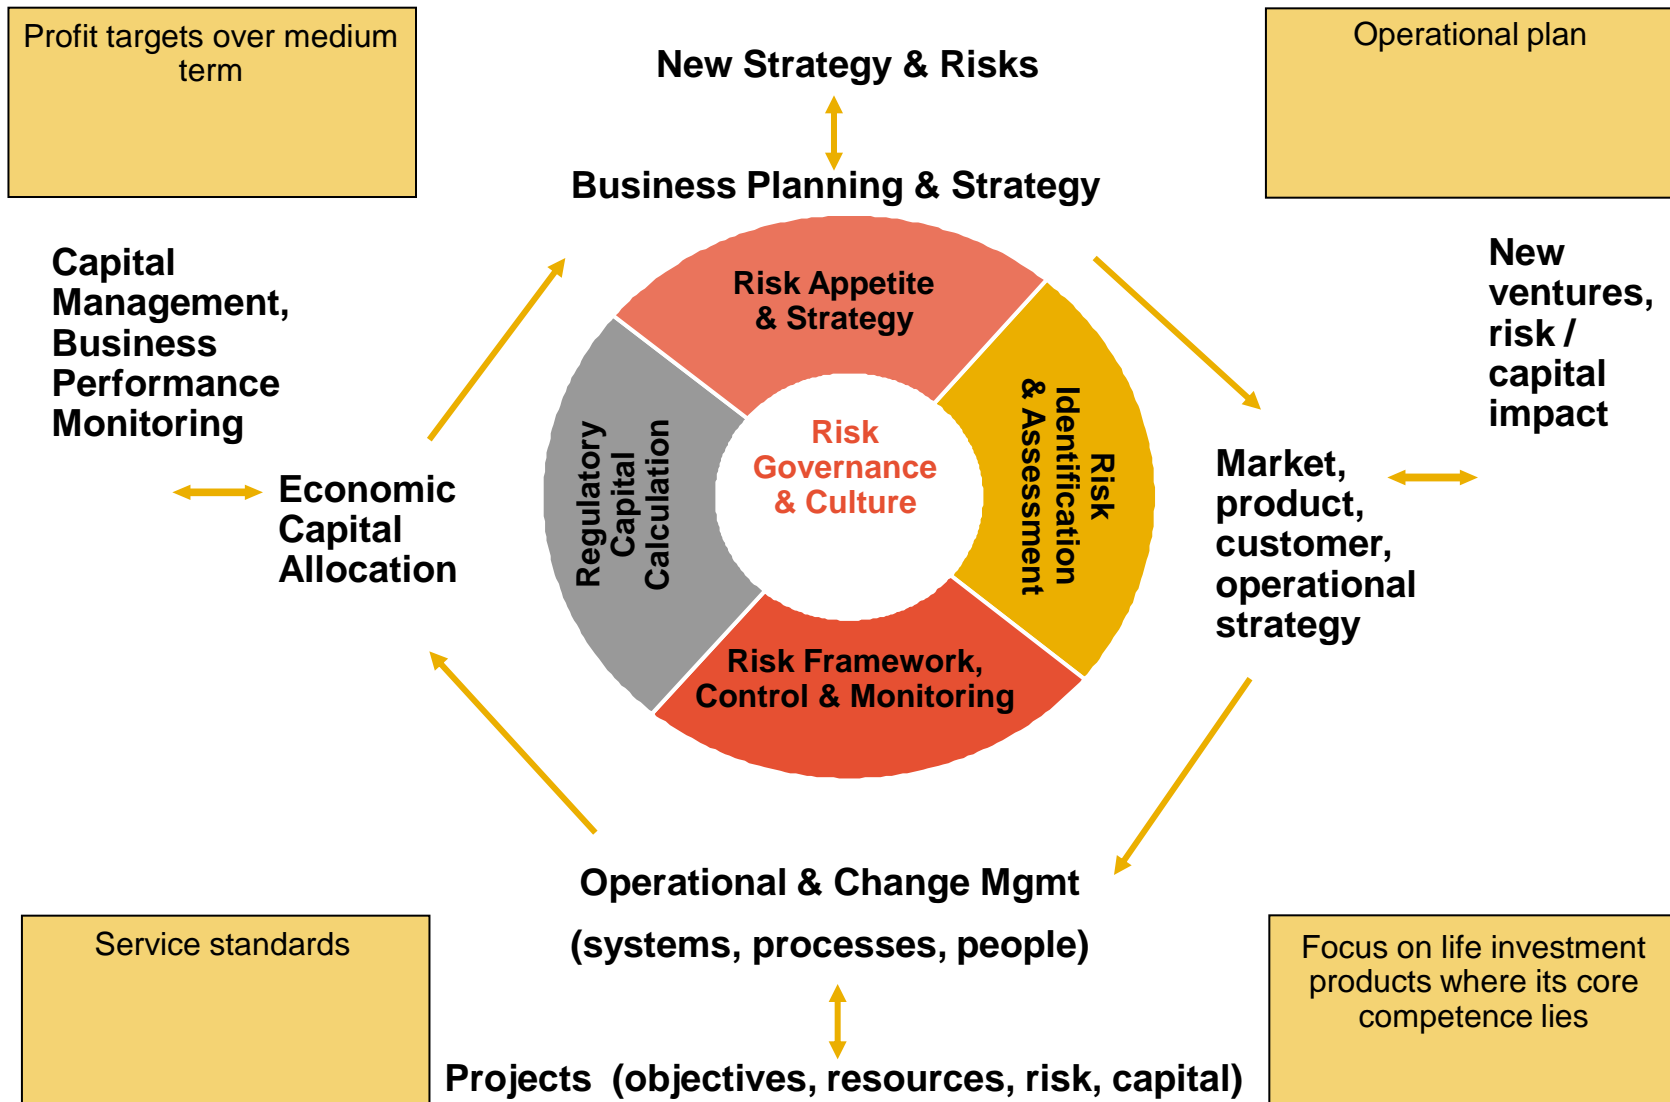 Profit targets over medium
term
New Strategy & Risks
Operational plan
Business Planning & Strategy
Capital
Management,
Business
Performance
Monitoring
New
ventures,
risk /
capital
impact
Risk Appetite
& Strategy
Risk
Identification
& Assessment
Risk
Governance
& Culture
Regulatory
Capital
Calculation
Economic
Capital
Allocation
Market,
product,
customer,
operational
strategy
Risk Framework,
Control & Monitoring
Operational & Change Mgmt
(systems, processes, people)
Service standards
Focus on life investment
products where its core
competence lies
Projects (objectives, resources, risk, capital)